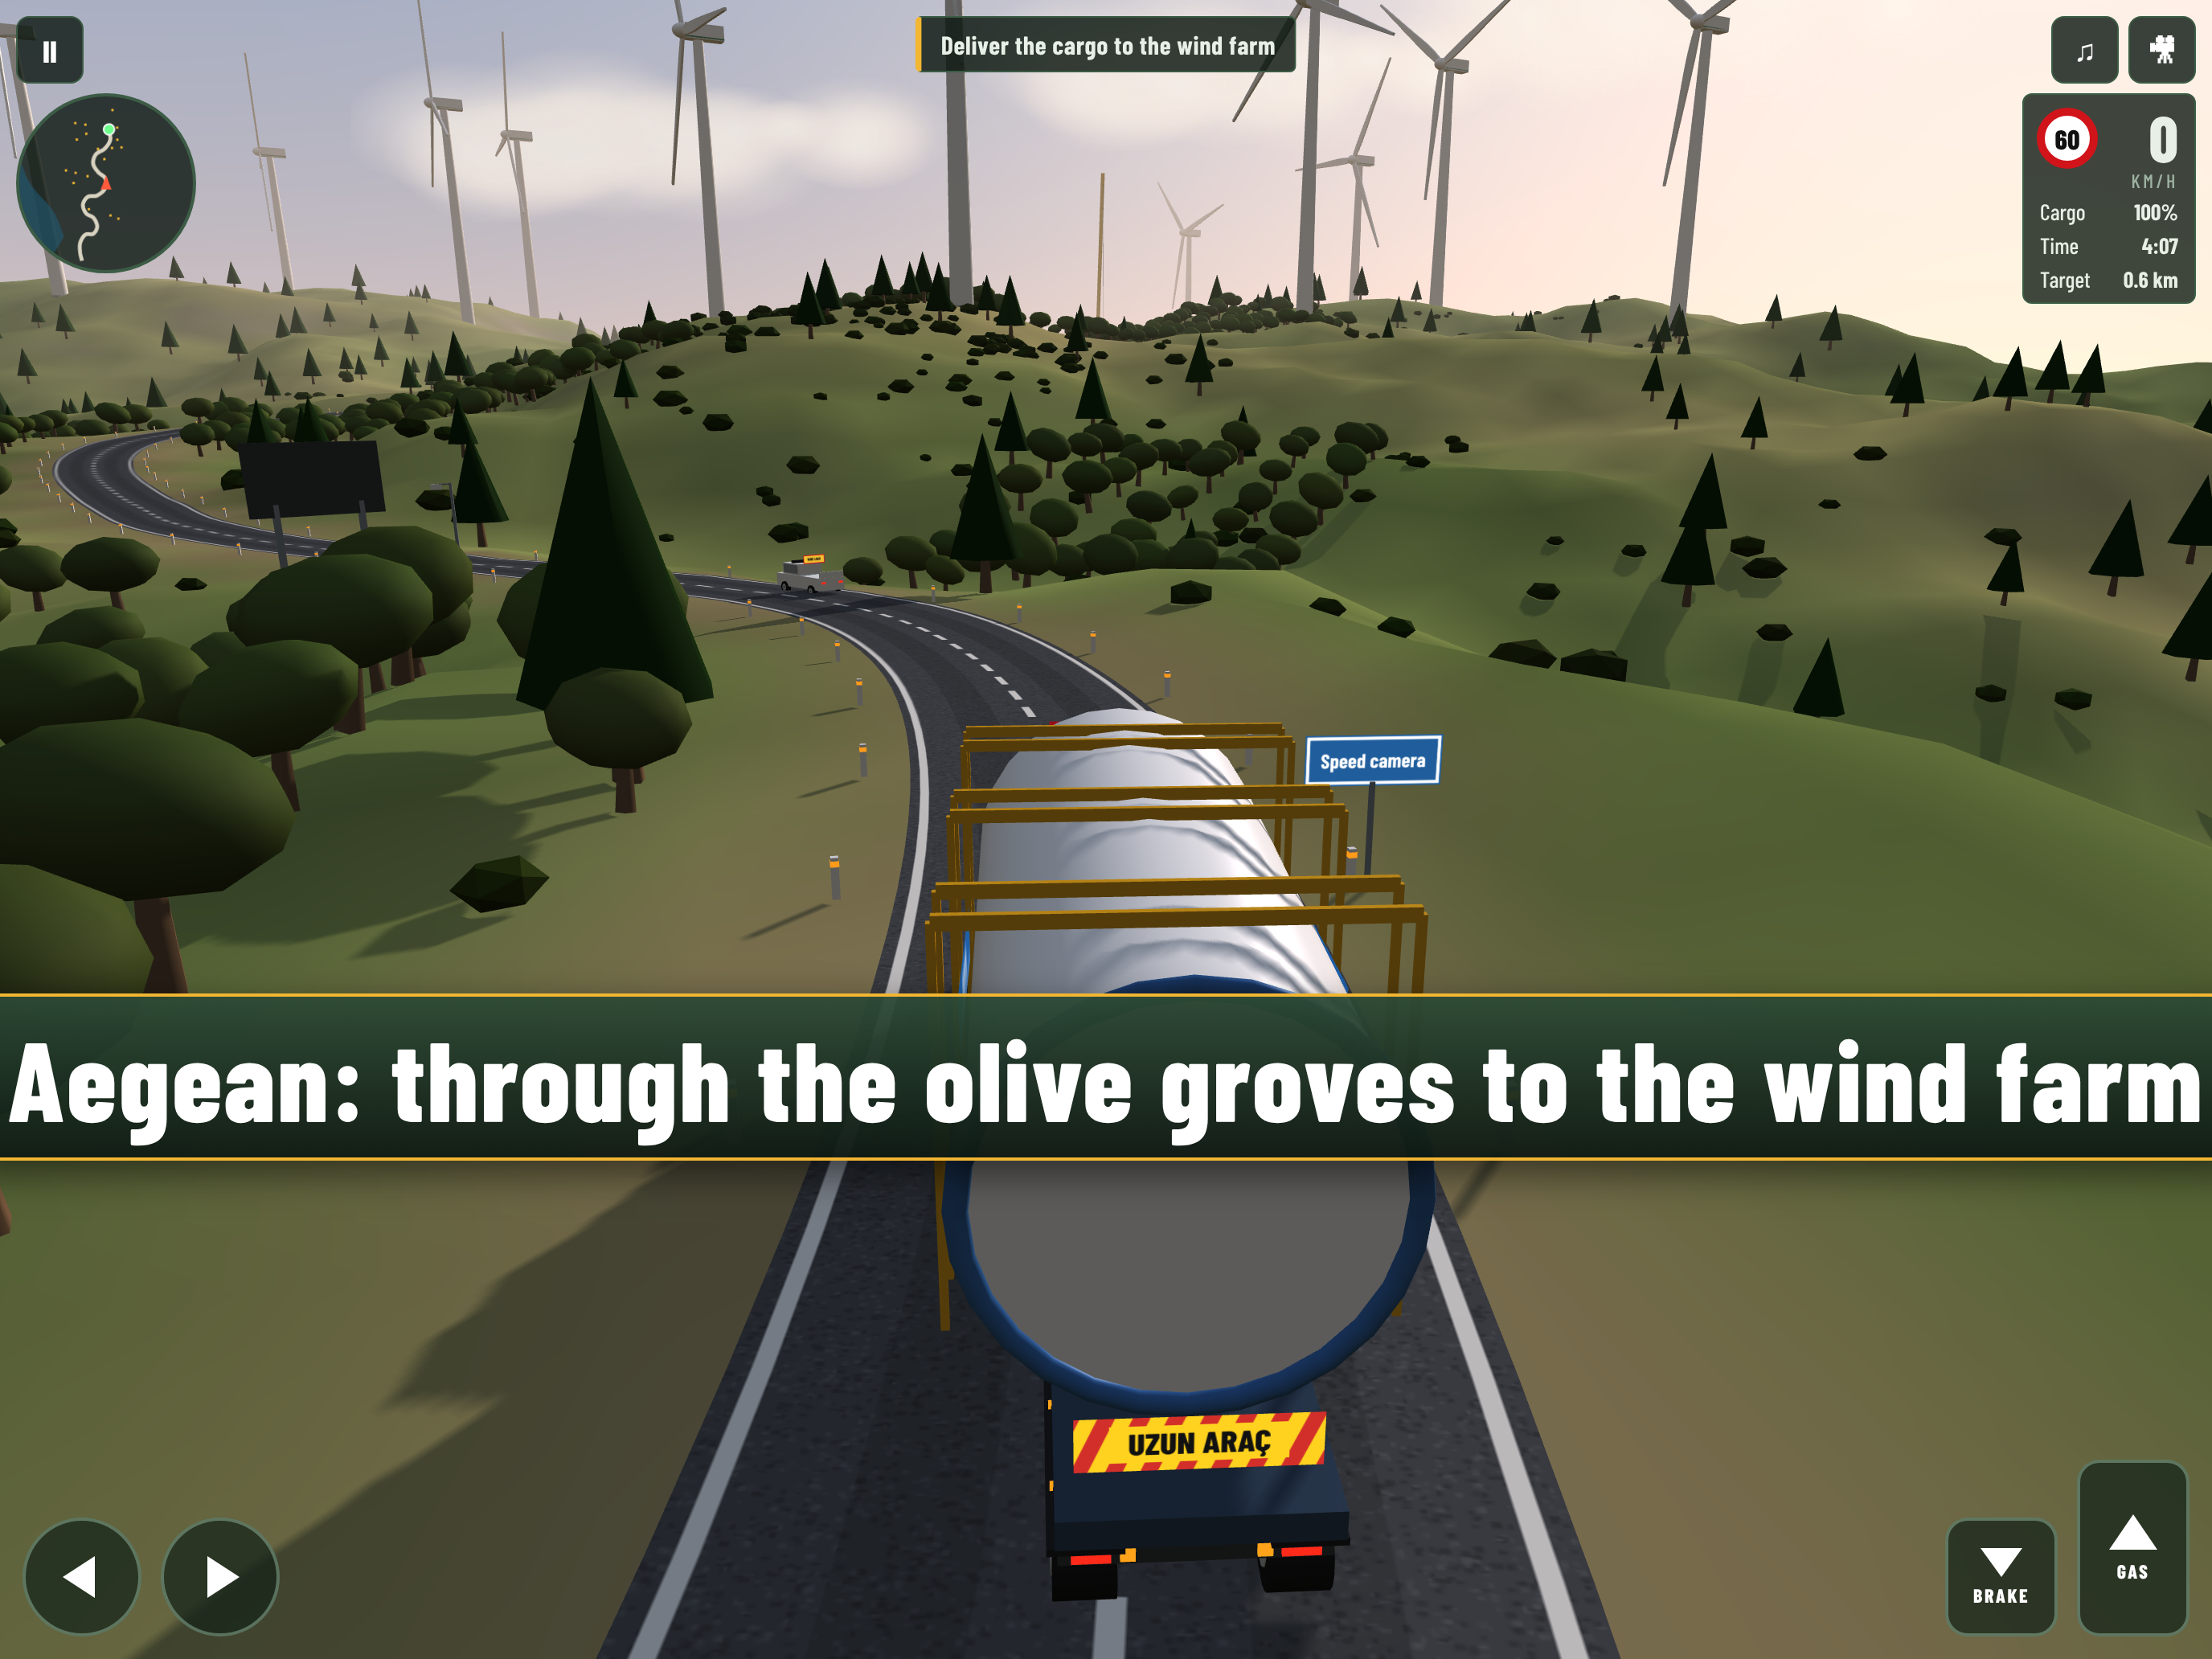 Deliver the cargo to the wind farm
60
0
KM/H
Cargo 100%
Time 4:07
Target 0.6 km
Speed camera
Aegean: through the olive groves to the wind farm
UZUN ARAÇ
BRAKE
GAS